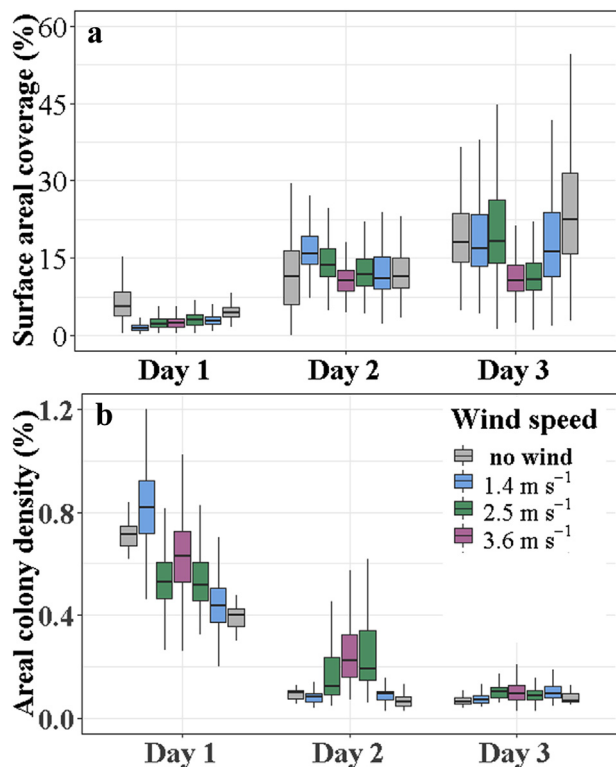 a
Surface areal coverage (%)
60
45
30
15
0
Day 1 Day 2 Day 3
b
Areal colony density (%)
1.2
0.8
0.4
0.0
Wind speed
no wind
1.4 m s⁻¹
2.5 m s⁻¹
3.6 m s⁻¹
Day 1 Day 2 Day 3